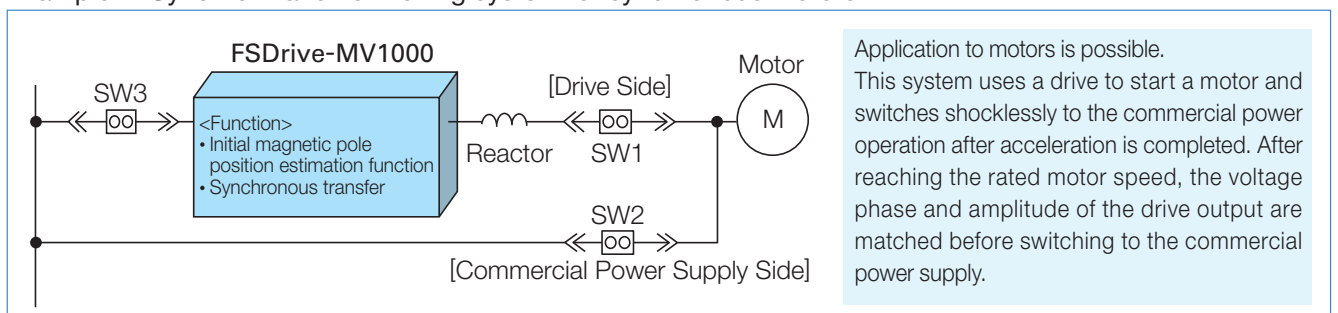 FSDrive-MV1000
SW3
<Function>
• Initial magnetic pole
position estimation function
• Synchronous transfer
Reactor
[Drive Side]
SW1
Motor
M
SW2
[Commercial Power Supply Side]
Application to motors is possible.
This system uses a drive to start a motor and
switches shocklessly to the commercial power
operation after acceleration is completed. After
reaching the rated motor speed, the voltage
phase and amplitude of the drive output are
matched before switching to the commercial
power supply.